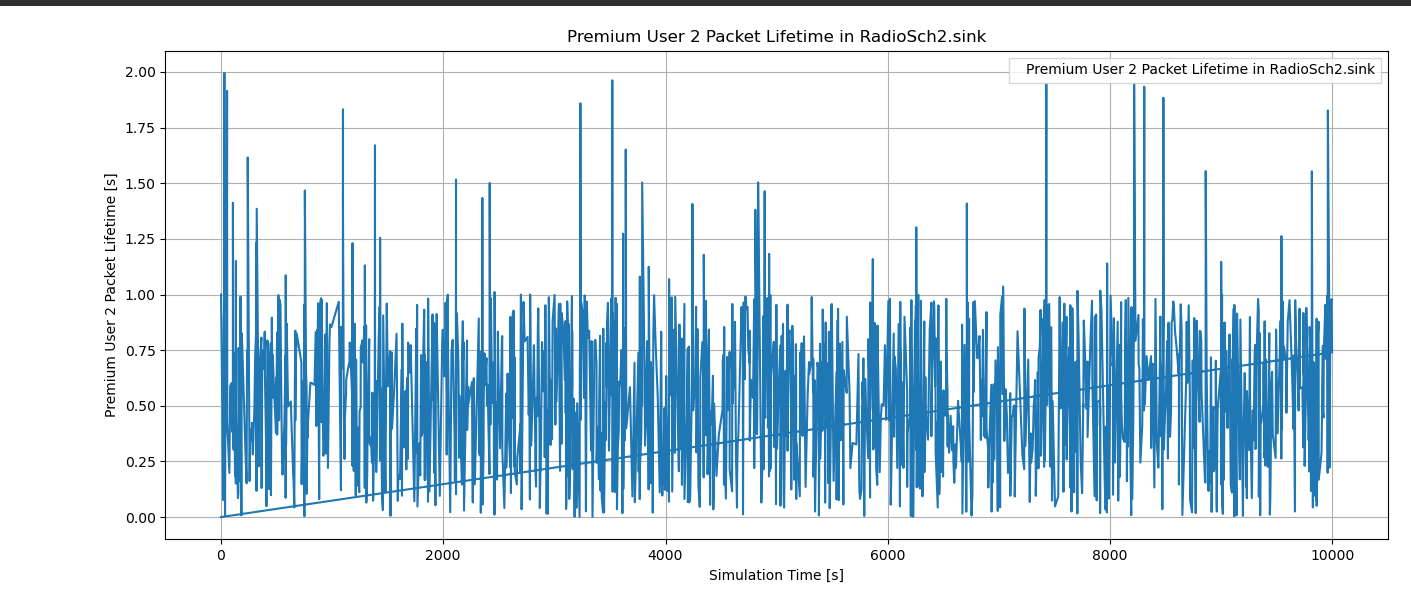 Premium User 2 Packet Lifetime in RadioSch2.sink
Premium User 2 Packet Lifetime in RadioSch2.sink
2.00
1.75
1.50
1.25
1.00
0.75
0.50
0.25
0.00
Premium User 2 Packet Lifetime [s]
0 2000 4000 6000 8000 10000
Simulation Time [s]